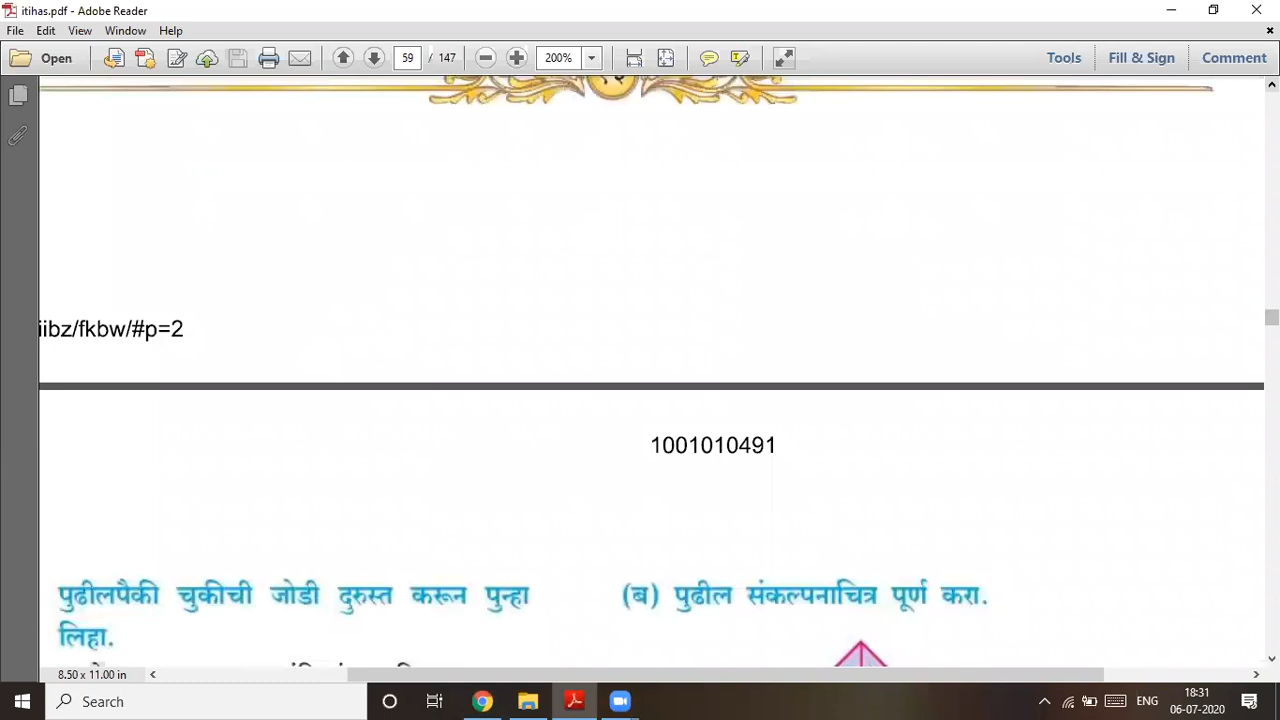 itihas.pdf - Adobe Reader
File Edit View Window Help
Open 59 / 147 200% Tools Fill & Sign Comment
iibz/fkbw/#p=2
1001010491
पुढीलपैकी चुकीची जोडी दुरुस्त करून पुन्हा
लिहा.
(ब) पुढील संकल्पनाचित्र पूर्ण करा.
8.50 x 11.00 in
Search
ENG
18:31
06-07-2020